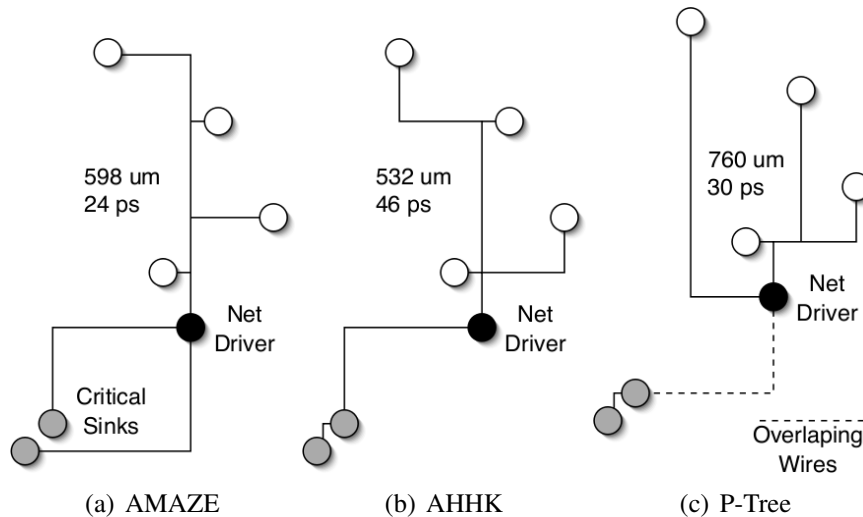 598 um
24 ps
Net
Driver
Critical
Sinks
(a) AMAZE
532 um
46 ps
Net
Driver
(b) AHHK
760 um
30 ps
Net
Driver
Overlaping
Wires
(c) P-Tree